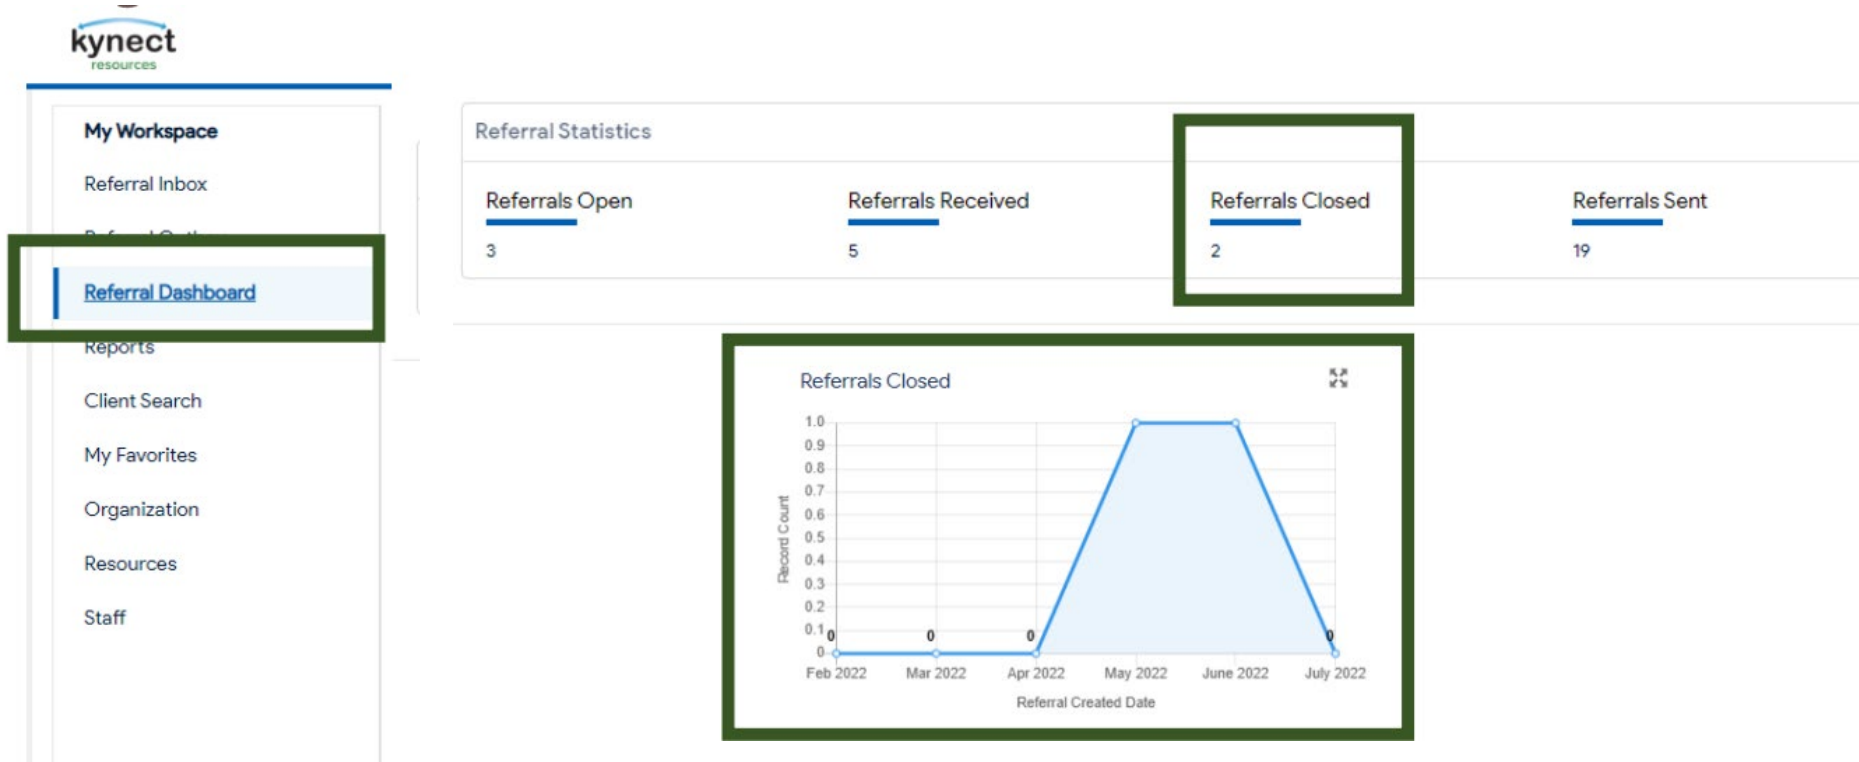 kynect
resources
My Workspace
Referral Inbox
Referral Dashboard
Reports
Client Search
My Favorites
Organization
Resources
Staff
Referral Statistics
Referrals Open
3
Referrals Received
5
Referrals Closed
2
Referrals Sent
19
Referrals Closed
Record Count
1.0
0.9
0.8
0.7
0.6
0.5
0.4
0.3
0.2
0.1
0
0 0 0 0
Feb 2022 Mar 2022 Apr 2022 May 2022 June 2022 July 2022
Referral Created Date